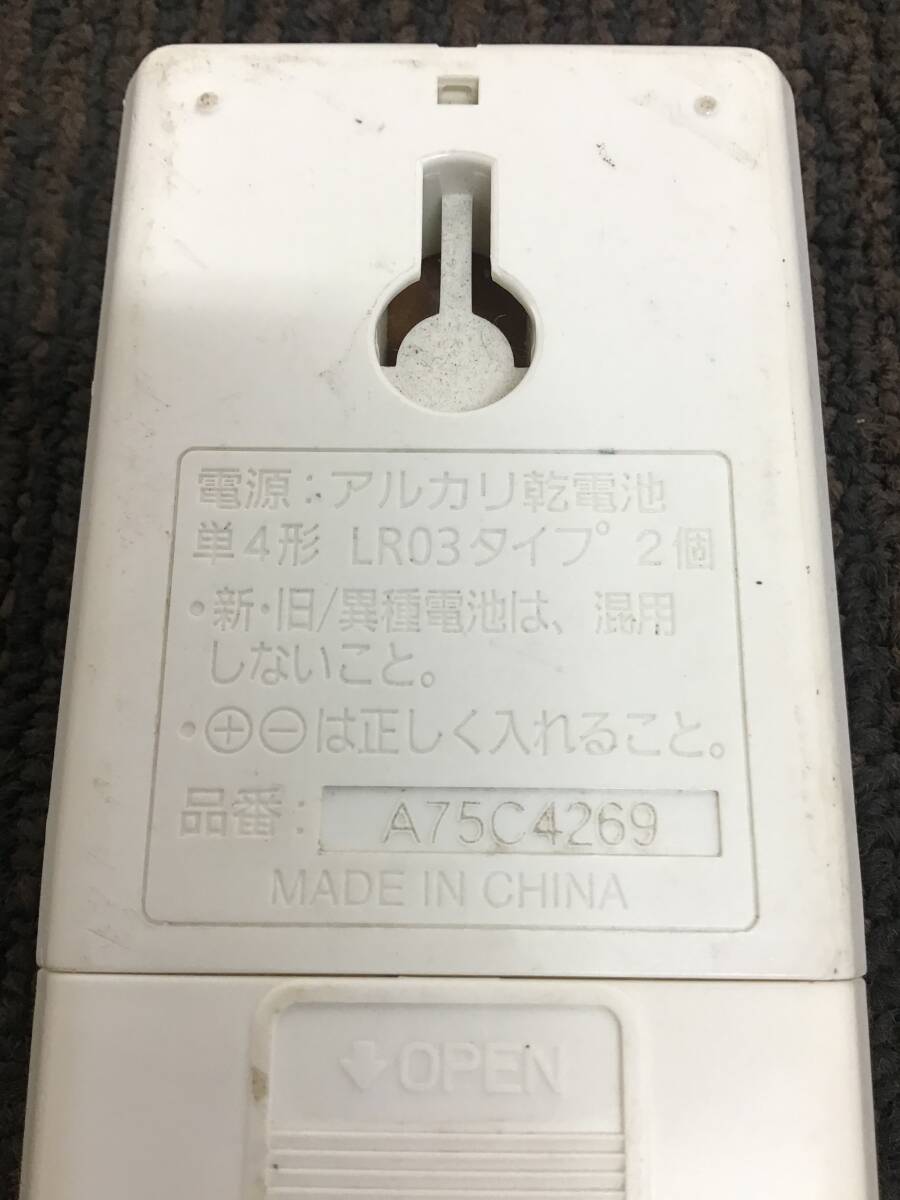 電源:アルカリ乾電池
単4形 LR03タイプ 2個
・新・旧/異種電池は、混用
しないこと。
・⊕⊖は正しく入れること。
品番: A75C4269
MADE IN CHINA
↓OPEN